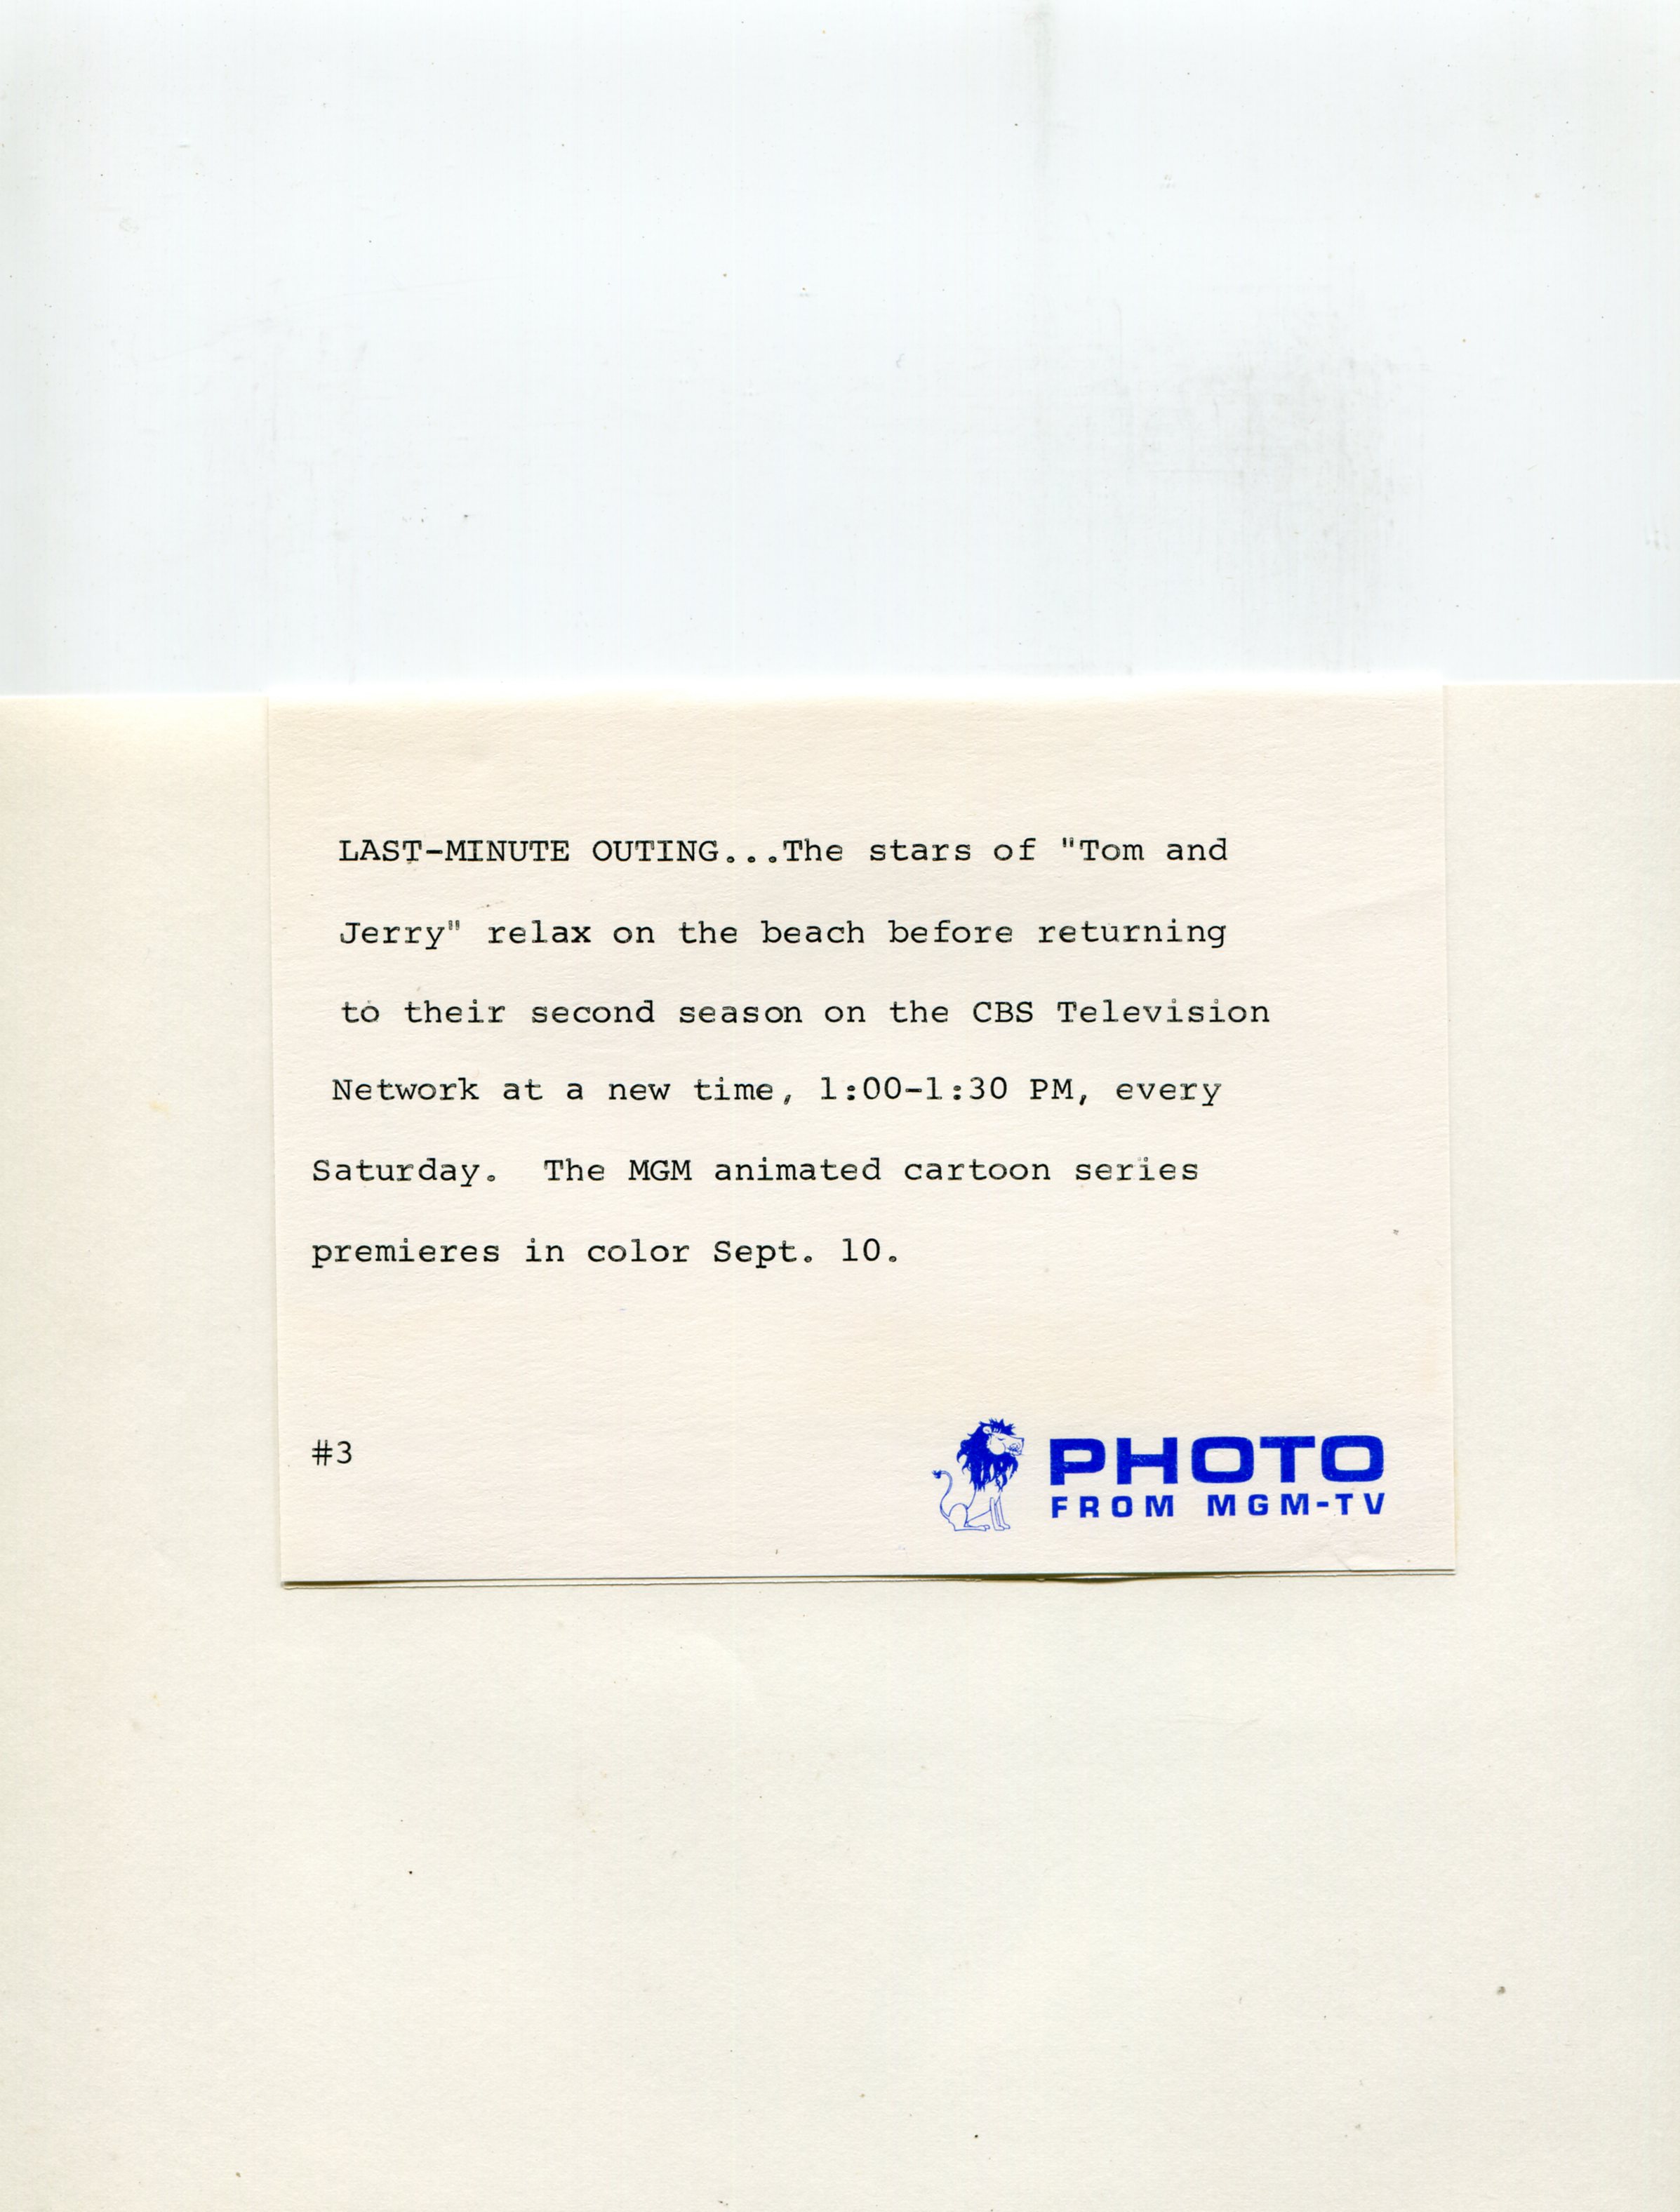 LAST-MINUTE OUTING...The stars of "Tom and
Jerry" relax on the beach before returning
to their second season on the CBS Television
Network at a new time, 1:00-1:30 PM, every
Saturday.  The MGM animated cartoon series
premieres in color Sept. 10.
#3
PHOTO
FROM MGM-TV